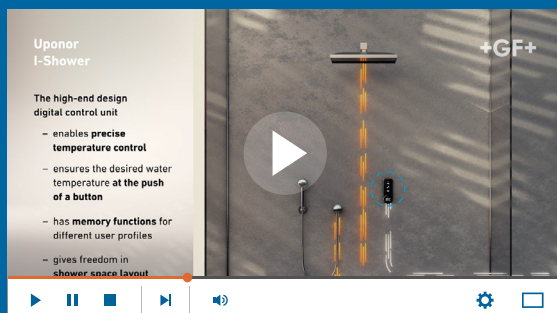 Uponor
I-Shower
+GF+
The high-end design
digital control unit
– enables precise
temperature control
– ensures the desired water
temperature at the push
of a button
– has memory functions for
different user profiles
– gives freedom in
shower space layout